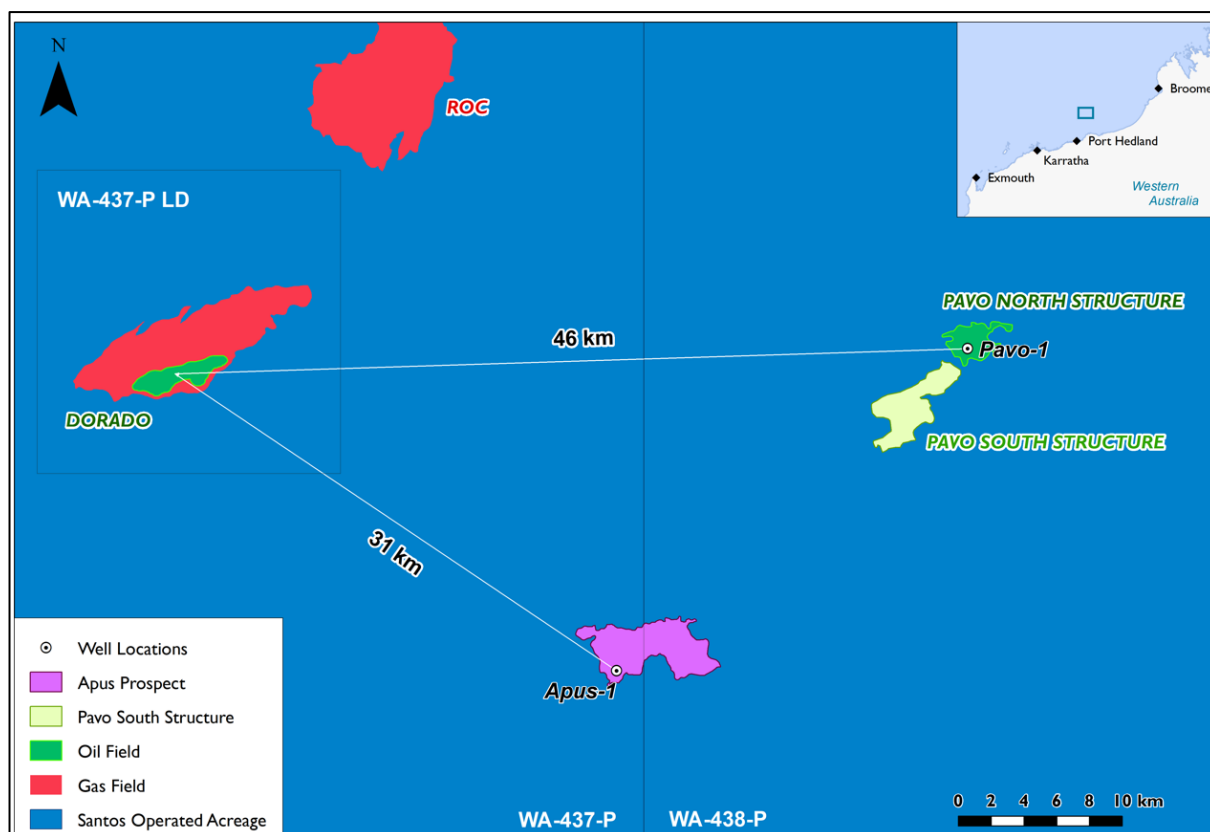 N
ROC
Broome
Port Hedland
Karratha
Exmouth
Western
Australia
WA-437-P LD
PAVO NORTH STRUCTURE
46 km
Pavo-1
DORADO
PAVO SOUTH STRUCTURE
31 km
Apus-1
Well Locations
Apus Prospect
Pavo South Structure
Oil Field
Gas Field
Santos Operated Acreage
0 2 4 6 8 10 km
WA-437-P
WA-438-P